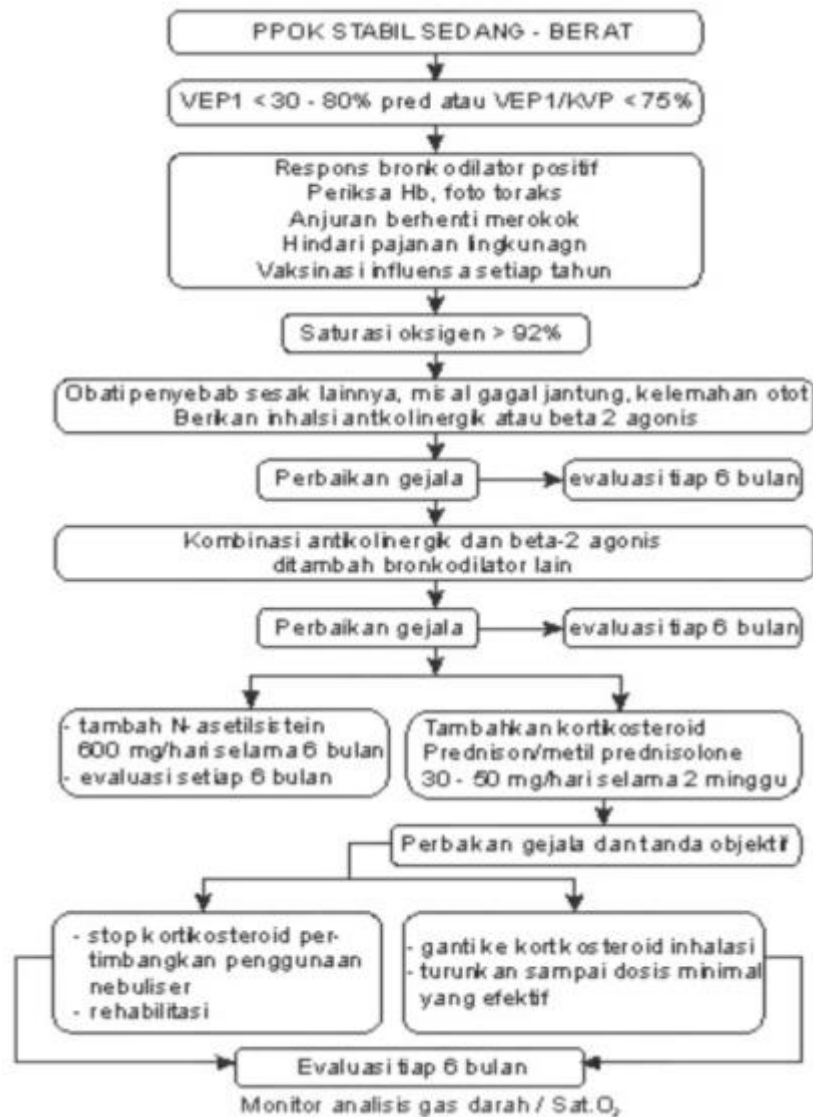 PPOK STABIL SEDANG - BERAT
VEP1 < 30 - 80% pred atau VEP1/KVP < 75%
Respons bronkodilator positif
Periksa Hb, foto toraks
Anjuran berhenti merokok
Hindari pajanan lingkunagn
Vaksinasi influensa setiap tahun
Saturasi oksigen > 92%
Obati penyebab sesak lainnya, misal gagal jantung, kelemahan otot
Berikan inhalsi antkolinergik atau beta 2 agonis
Perbaikan gejala
evaluasi tiap 6 bulan
Kombinasi antikolinergik dan beta-2 agonis
ditambah bronkodilator lain
Perbaikan gejala
evaluasi tiap 6 bulan
- tambah N- asetilsistein
600 mg/hari selama 6 bulan
- evaluasi setiap 6 bulan
Tambahkan kortikosteroid
Prednison/metil prednisolone
30 - 50 mg/hari selama 2 minggu
Perbakan gejala dan tanda objektif
- stop kortikosteroid per-
timbangkan penggunaan
nebuliser
- rehabilitasi
- ganti ke kortkosteroid inhalasi
- turunkan sampai dosis minimal
yang efektif
Evaluasi tiap 6 bulan
Monitor analisis gas darah / Sat.O₂